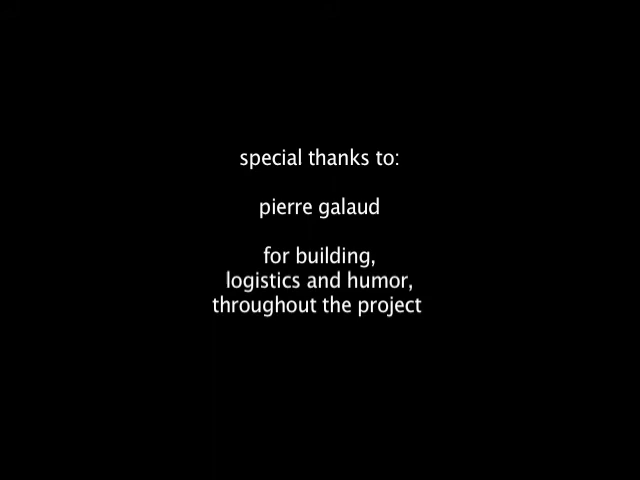 special thanks to:
pierre galaud
for building,
logistics and humor,
throughout the project